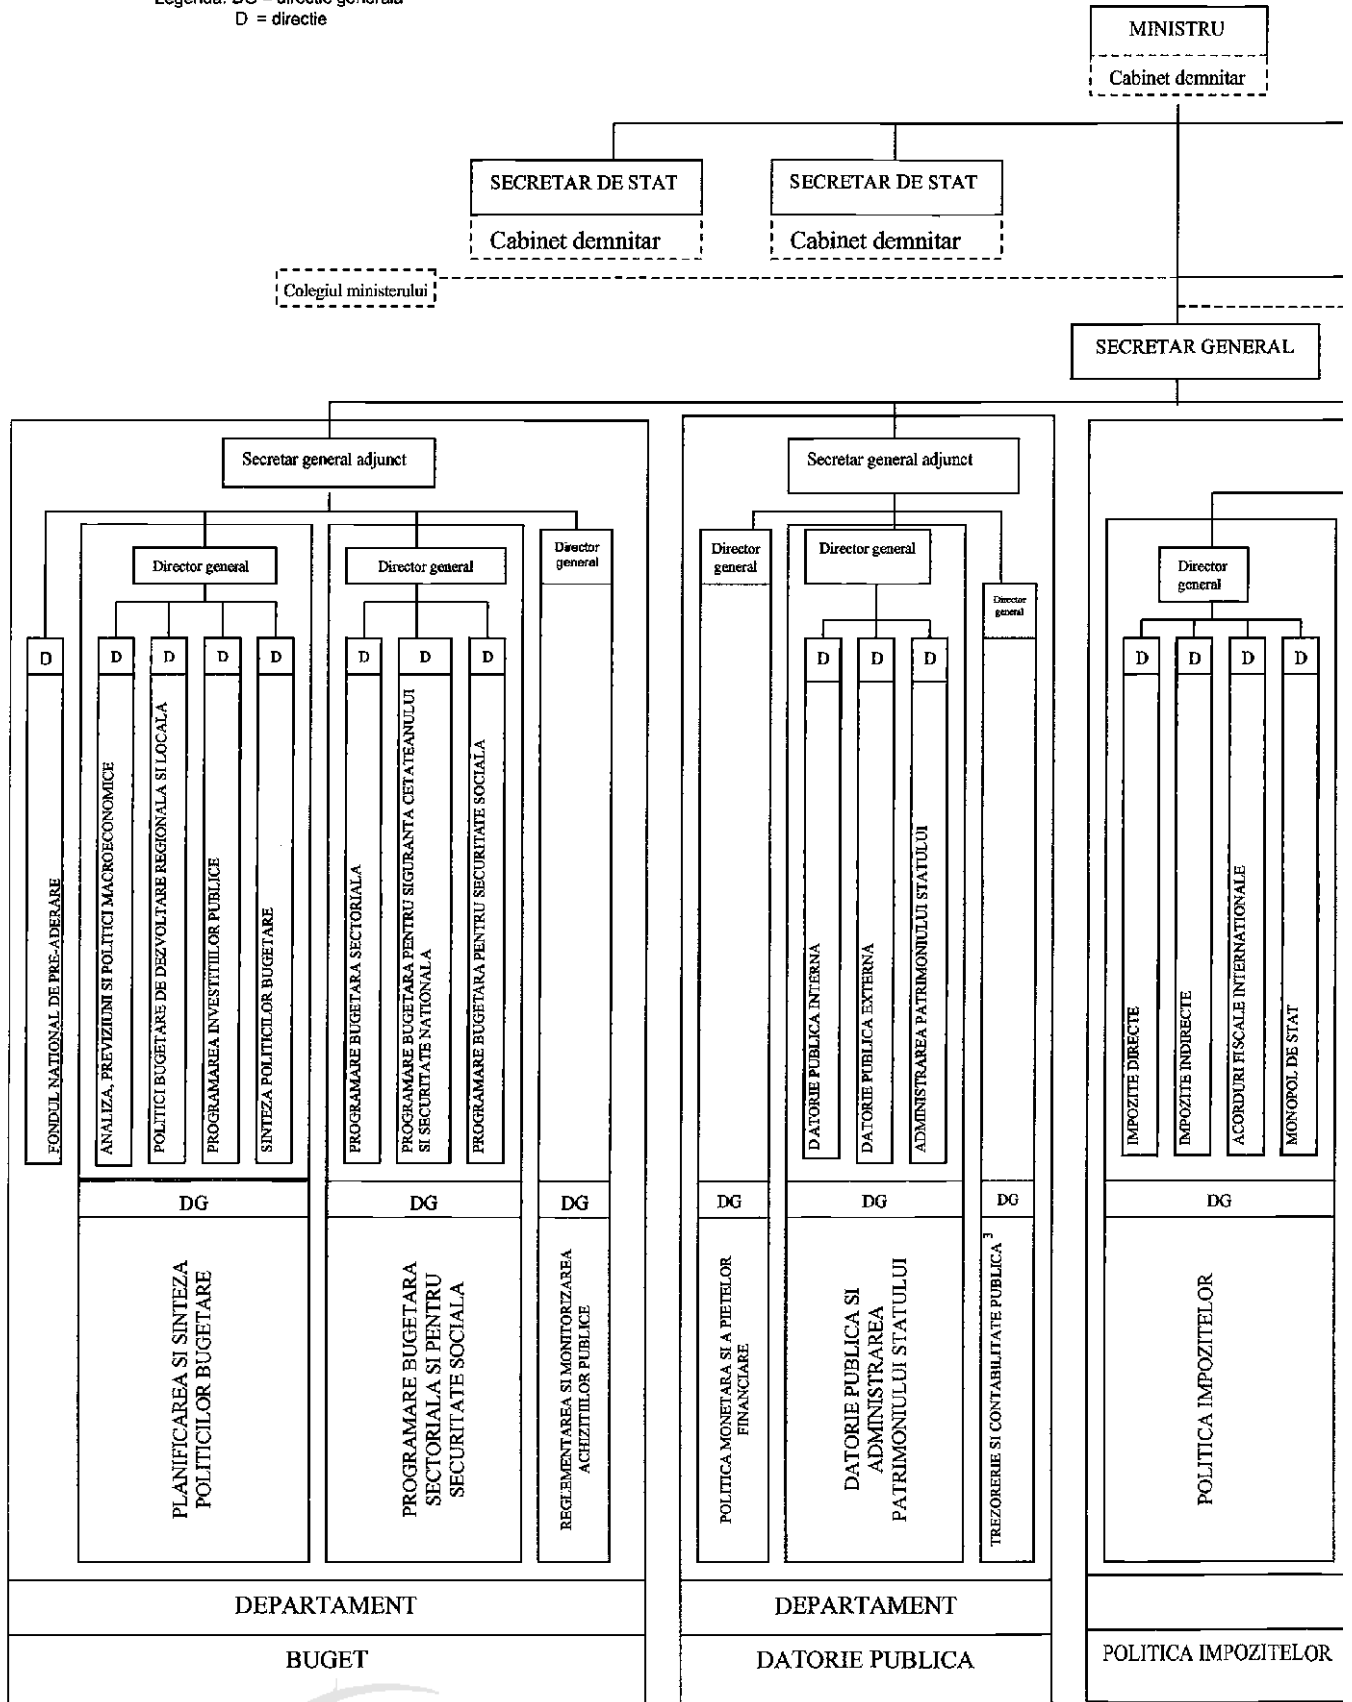 Legenda: DG = directie generala
D = directie
MINISTRU
Cabinet demnitar
SECRETAR DE STAT
Cabinet demnitar
SECRETAR DE STAT
Cabinet demnitar
Colegiul ministerului
SECRETAR GENERAL
Secretar general adjunct
Director general
Director general
Director
general
D
D
D
D
D
D
D
D
FONDUL NATIONAL DE PRE-ADERARE
ANALIZA, PREVIZIUNI SI POLITICI MACROECONOMICE
POLITICI BUGETARE DE DEZVOLTARE REGIONALA SI LOCALA
PROGRAMAREA INVESTITIILOR PUBLICE
SINTEZA POLITICILOR BUGETARE
PROGRAMARE BUGETARA SECTORIALA
PROGRAMARE BUGETARA PENTRU SIGURANTA CETATEANULUI
SI SECURITATE NATIONALA
PROGRAMARE BUGETARA PENTRU SECURITATE SOCIALA
DG
DG
DG
PLANIFICAREA SI SINTEZA
POLITICILOR BUGETARE
PROGRAMARE BUGETARA
SECTORIALA SI PENTRU
SECURITATE SOCIALA
REGLEMENTAREA SI MONITORIZAREA
ACHIZITIILOR PUBLICE
DEPARTAMENT
BUGET
Secretar general adjunct
Director
general
Director general
Director
general
D
D
D
DATORIE PUBLICA INTERNA
DATORIE PUBLICA EXTERNA
ADMINISTRAREA PATRIMONIULUI STATULUI
DG
DG
DG
POLITICA MONETARA SI A PIETELOR
FINANCIARE
DATORIE PUBLICA SI
ADMINISTRAREA
PATRIMONIULUI STATULUI
TREZORERIE SI CONTABILITATE PUBLICA 3
DEPARTAMENT
DATORIE PUBLICA
Director
general
D
D
D
D
IMPOZITE DIRECTE
IMPOZITE INDIRECTE
ACORDURI FISCALE INTERNATIONALE
MONOPOL DE STAT
DG
POLITICA IMPOZITELOR
POLITICA IMPOZITELOR